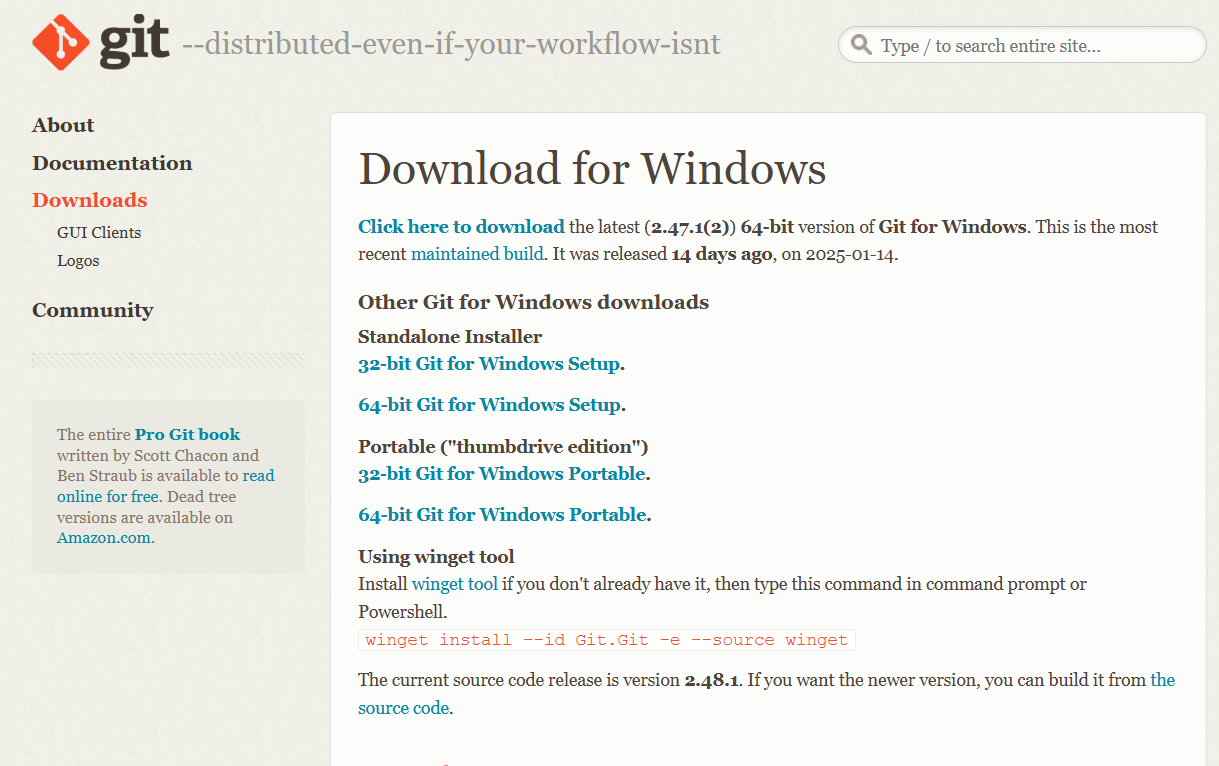 git --distributed-even-if-your-workflow-isnt
Type / to search entire site...
About
Documentation
Downloads
GUI Clients
Logos
Community
The entire Pro Git book
written by Scott Chacon and
Ben Straub is available to read
online for free. Dead tree
versions are available on
Amazon.com.
Download for Windows
Click here to download the latest (2.47.1(2)) 64-bit version of Git for Windows. This is the most
recent maintained build. It was released 14 days ago, on 2025-01-14.
Other Git for Windows downloads
Standalone Installer
32-bit Git for Windows Setup.
64-bit Git for Windows Setup.
Portable ("thumbdrive edition")
32-bit Git for Windows Portable.
64-bit Git for Windows Portable.
Using winget tool
Install winget tool if you don't already have it, then type this command in command prompt or
Powershell.
winget install --id Git.Git -e --source winget
The current source code release is version 2.48.1. If you want the newer version, you can build it from the
source code.